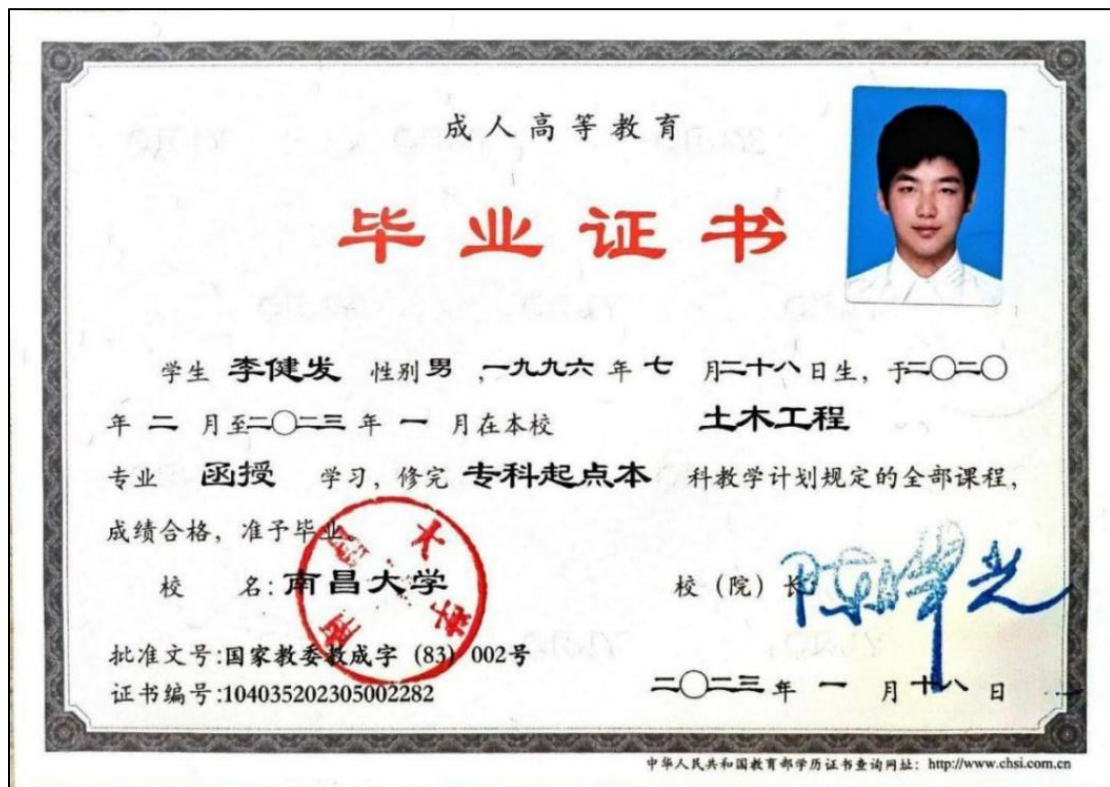 成人高等教育
毕业证书
学生 李健发 性别 男 ,一九九六 年 七 月二十八日生，于二〇二〇
年 二 月至二〇二三 年 一 月在本校 土木工程
专业 函授 学习，修完 专科起点本 科教学计划规定的全部课程，
成绩合格，准予毕业。
校 名：南昌大学 校（院）长
批准文号:国家教委教成字 (83) 002号
证书编号:104035202305002282 二〇二三 年 一 月 十八 日
中华人民共和国教育部学历证书查询网址：http://www.chsi.com.cn